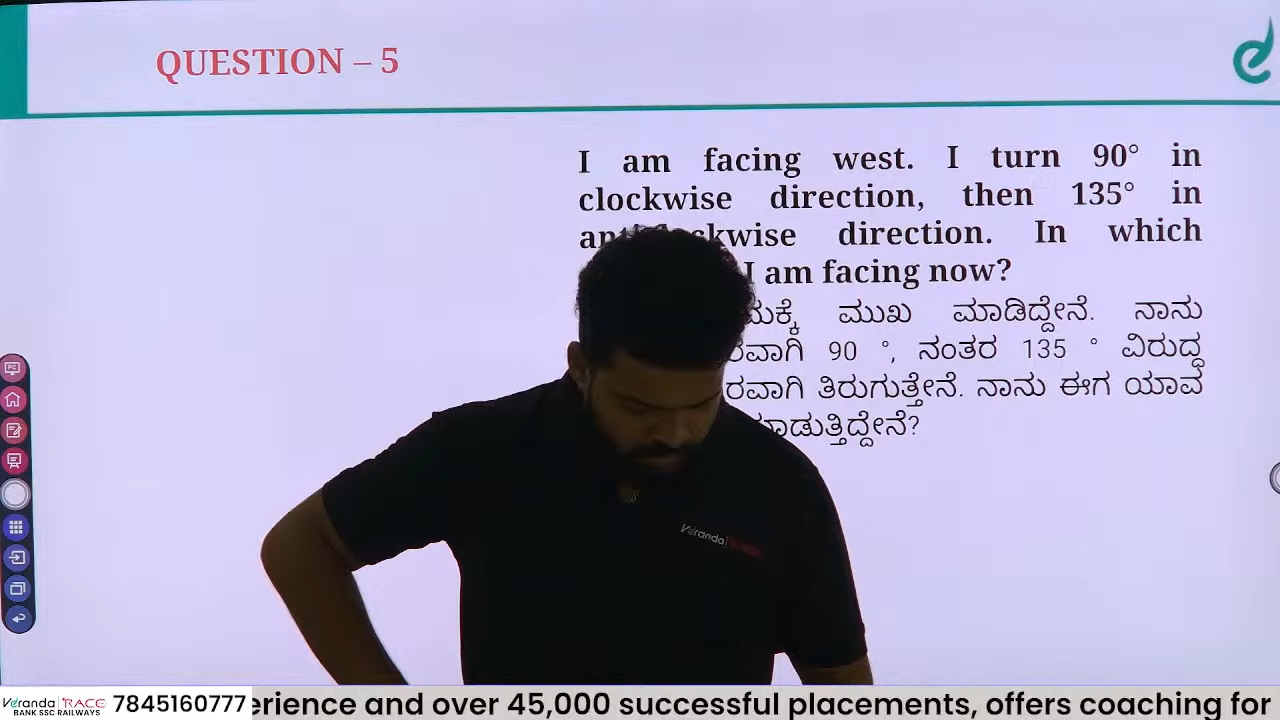 QUESTION – 5
I am facing west. I turn 90° in
clockwise direction, then 135° in
direction. In which
I am facing now?
ಮುಖ ಮಾಡಿದ್ದೇನೆ. ನಾನು
90 °, ನಂತರ 135 ° ವಿರುದ್ಧ
ತಿರುಗುತ್ತೇನೆ. ನಾನು ಈಗ ಯಾವ
Veranda
Veranda RACE
BANK SSC RAILWAYS
7845160777
erience and over 45,000 successful placements, offers coaching for